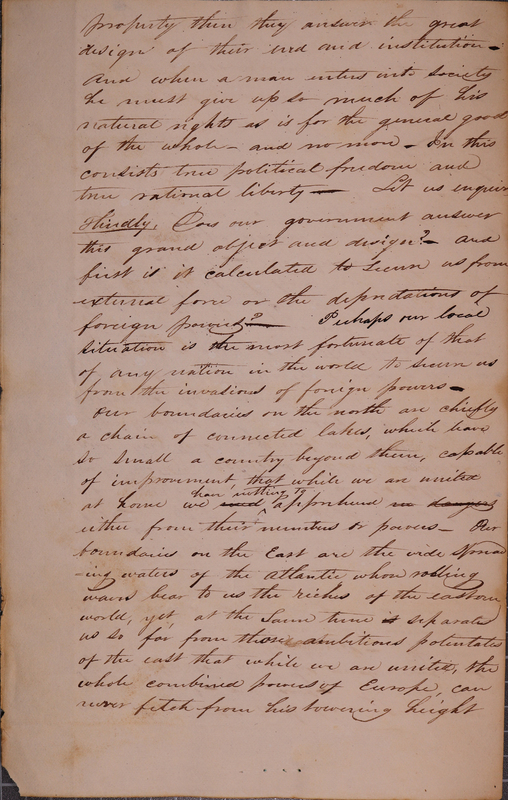 property then they answer the great
design of their end and institution -
And when a man enters into society
he must give up so much of his
natural rights as is for the general good
of the whole - and no more - In this
consists true political freedom and
true rational liberty - Let us enquire
Does our government answer
this grand object and design? - and
first is it calculated to secure us from
external force or the depredations of
foreign powers? - Perhaps our local
situation is the most fortunate of that
of any nation in the world to secure us
from the invasions of foreign powers -
Our boundaries on the north are chiefly
a chain of connected lakes, which leave
so small a country beyond them, capable
of improvement, that while we are united
have nothing to
at home we need apprehend no danger
either from their numbers or powers - Our
boundaries on the East are the wide
waters of the Atlantic whose rolling
waves bear to us the riches of the eastern
world, yet, at the same time separate
us so far from those ambitious potentates
of the east that while we are united, the
whole combined powers of Europe, can
never fetch from his towering height